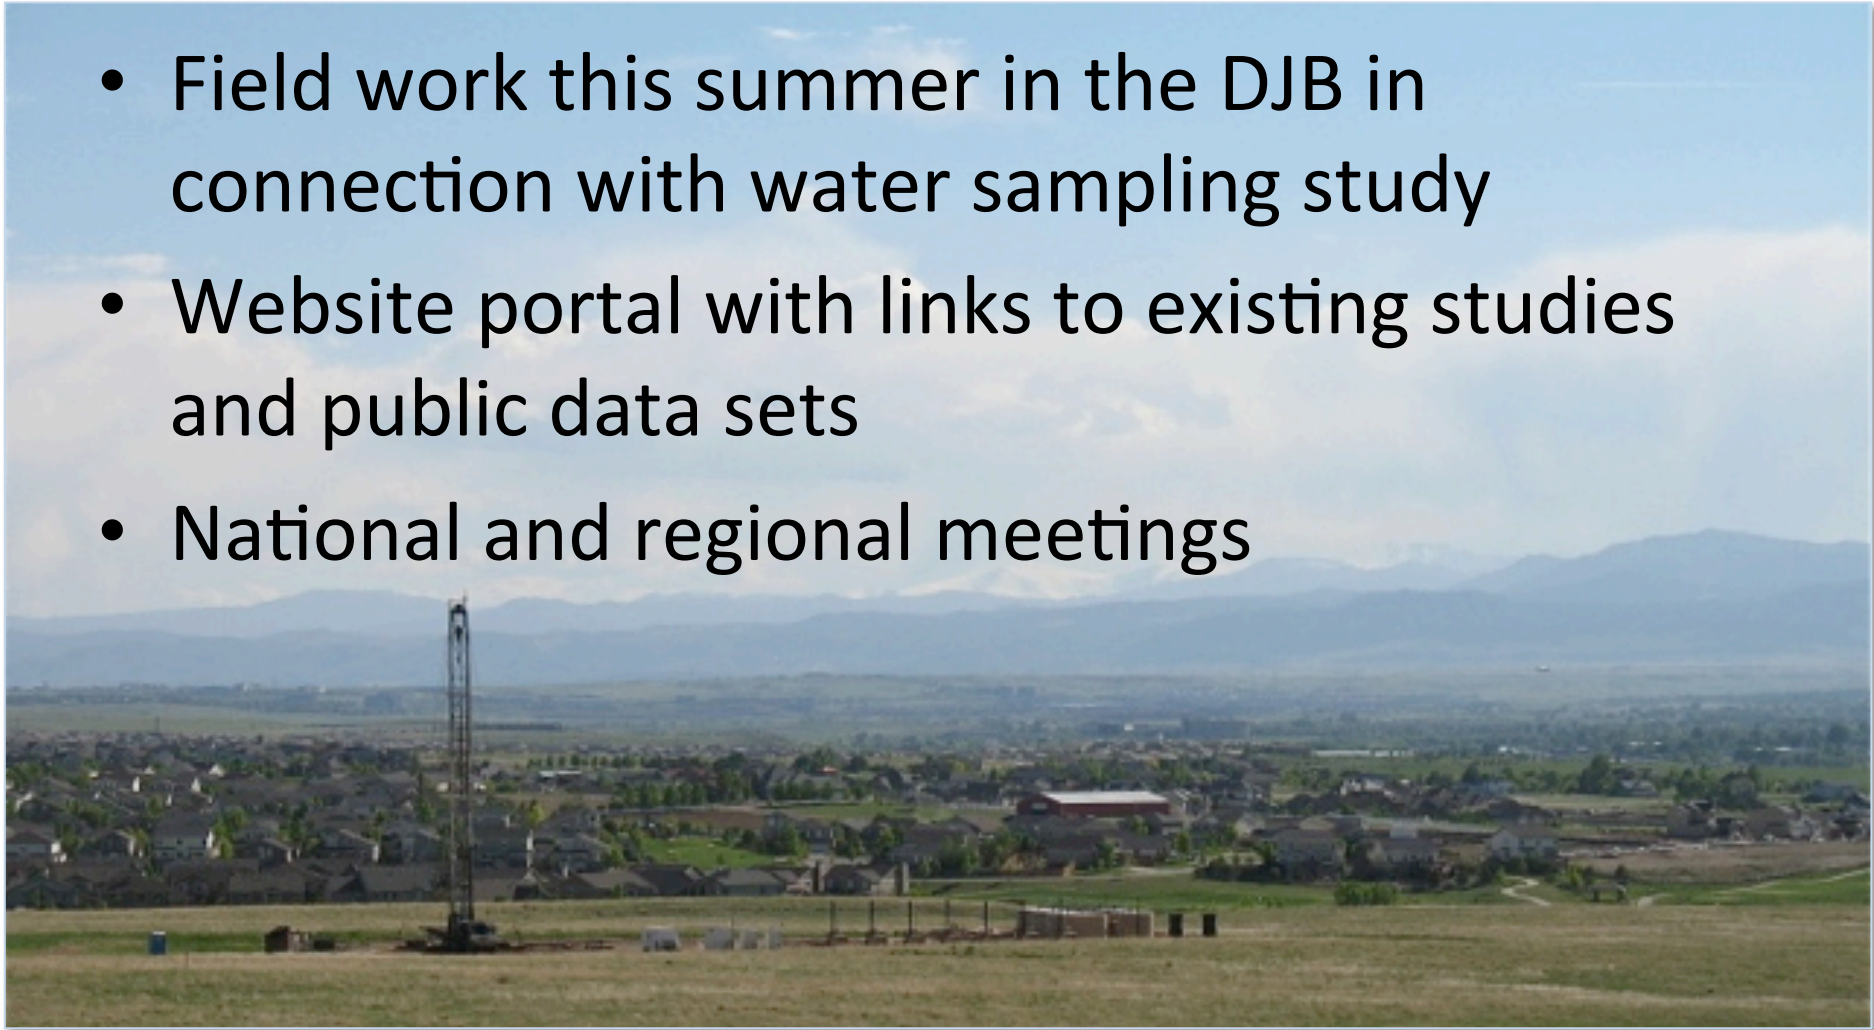 • Field work this summer in the DJB in
connection with water sampling study
• Website portal with links to existing studies
and public data sets
• National and regional meetings